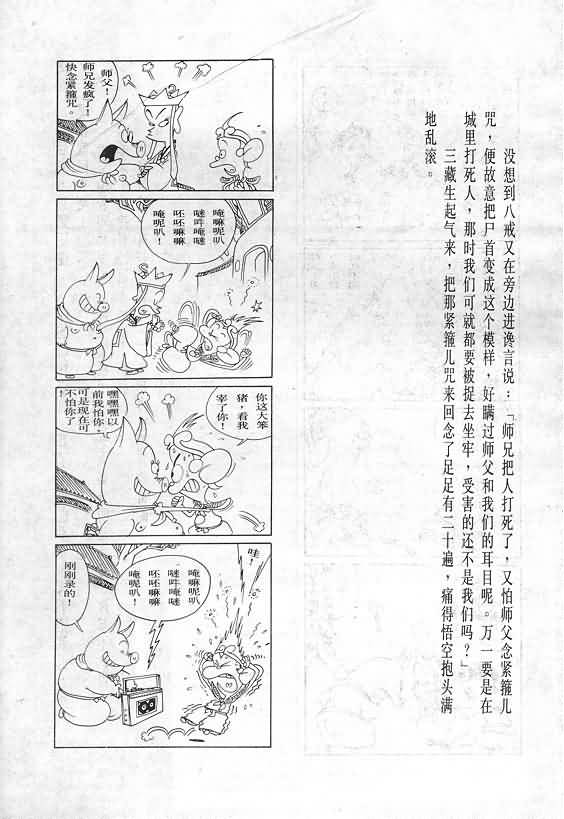 没想到八戒又在旁边进谗言说：「师兄把人打死了，又怕师父念紧箍儿
咒，便故意把尸首变成这个模样，好瞒过师父和我们的耳目呢。万一要是在
城里打死人，那时我们可就都要被捉去坐牢，受害的还不是我们吗？」
三藏生起气来，把那紧箍儿咒来回念了足足有二十遍，痛得悟空抱头满
地乱滚。
师父！
师兄发疯了！
快念紧箍咒。
唵嘛呢叭
吽唵
呸呸嘛嘛
唵呢叭！
你这大笨
猪，看我
宰了你！
嘿嘿嘿以
前我怕你，
可是现在可
不怕你了
！
哇！
唵嘛呢叭
吽唵
呸呸嘛嘛
唵呢叭
刚刚录的！